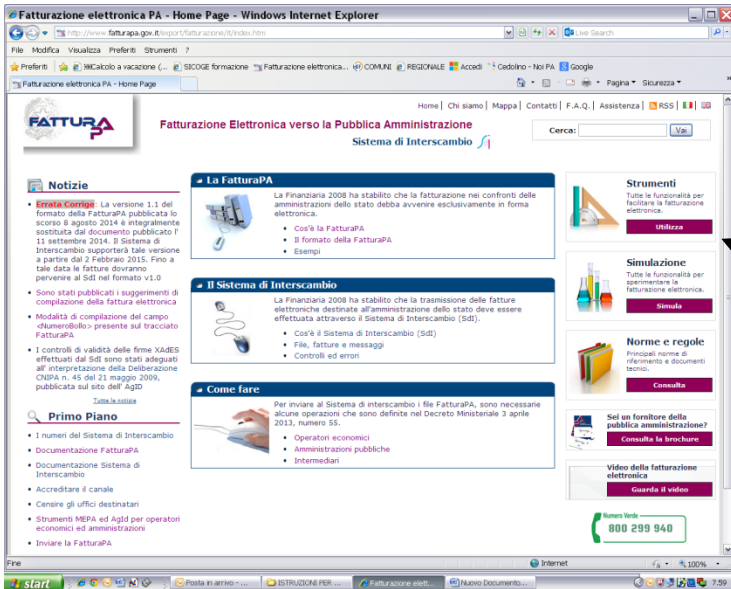 Fatturazione elettronica PA - Home Page - Windows Internet Explorer
http://www.fatturapa.gov.it/export/fatturazione/it/index.htm
Live Search
File Modifica Visualizza Preferiti Strumenti ?
Preferiti
Calcolo a vacazione (...
SICOGE formazione
Fatturazione elettronica...
COMUNI
REGIONALE
Accedi
Cedolino - Noi PA
Google
Fatturazione elettronica PA - Home Page
Pagina
Sicurezza
Home | Chi siamo | Mappa | Contatti | F.A.Q. | Assistenza | RSS |
FATTURA
PA
Fatturazione Elettronica verso la Pubblica Amministrazione
Sistema di Interscambio
Cerca:
Vai
Notizie
Errata Corrige: La versione 1.1 del
formato della FatturaPA pubblicata lo
scorso 8 agosto 2014 è integralmente
sostituita dal documento pubblicato l'
11 settembre 2014. Il Sistema di
Interscambio supporterà tale versione
a partire dal 2 Febbraio 2015. Fino a
tale data le fatture dovranno
pervenire al SdI nel formato v1.0
Sono stati pubblicati i suggerimenti di
compilazione della fattura elettronica
Modalità di compilazione del campo
<NumeroBollo> presente sul tracciato
FatturaPA
I controlli di validità delle firme XADES
effettuati dal SdI sono stati adeguati
all' interpretazione della Deliberazione
CNIPA n. 45 del 21 maggio 2009,
pubblicata sul sito dell' AgID
Tutte le notizie
Primo Piano
I numeri del Sistema di Interscambio
Documentazione FatturaPA
Documentazione Sistema di
Interscambio
Accreditare il canale
Censire gli uffici destinatari
Strumenti MEPA ed AgId per operatori
economici ed amministrazioni
Inviare la FatturaPA
La FatturaPA
La Finanziaria 2008 ha stabilito che la fatturazione nei confronti delle
amministrazioni dello stato debba avvenire esclusivamente in forma
elettronica.
Cos'è la FatturaPA
Il formato della FatturaPA
Esempi
Il Sistema di Interscambio
La Finanziaria 2008 ha stabilito che la trasmissione delle fatture
elettroniche destinate all'amministrazione dello stato deve essere
effettuata attraverso il Sistema di Interscambio (SdI).
Cos'è il Sistema di Interscambio (SdI)
File, fatture e messaggi
Controlli ed errori
Come fare
Per inviare al Sistema di interscambio i file FatturaPA, sono necessarie
alcune operazioni che sono definite nel Decreto Ministeriale 3 aprile
2013, numero 55.
Operatori economici
Amministrazioni pubbliche
Intermediari
Strumenti
Tutte le funzionalità per
facilitare la fatturazione
elettronica.
Utilizza
Simulazione
Tutte le funzionalità per
sperimentare la
fatturazione elettronica.
Simula
Norme e regole
Principali norme di
riferimento e documenti
tecnici.
Consulta
Sei un fornitore della
pubblica amministrazione?
Consulta la brochure
Video della fatturazione
elettronica
Guarda il video
Numero Verde
800 299 940
Fine
Internet
100%
start
Posta in arrivo - ...
ISTRUZIONI PER ...
Fatturazione elett...
Nuovo Documento...
7.59